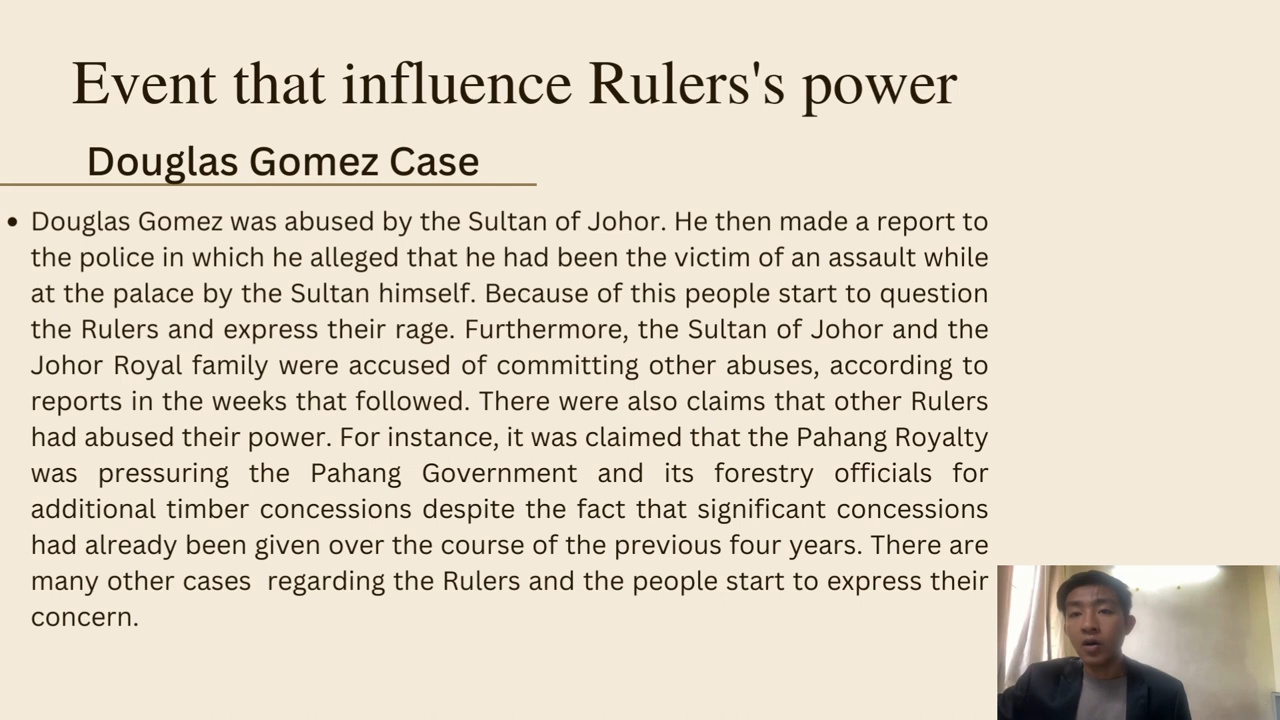 Event that influence Rulers's power
Douglas Gomez Case
• Douglas Gomez was abused by the Sultan of Johor. He then made a report to
the police in which he alleged that he had been the victim of an assault while
at the palace by the Sultan himself. Because of this people start to question
the Rulers and express their rage. Furthermore, the Sultan of Johor and the
Johor Royal family were accused of committing other abuses, according to
reports in the weeks that followed. There were also claims that other Rulers
had abused their power. For instance, it was claimed that the Pahang Royalty
was pressuring the Pahang Government and its forestry officials for
additional timber concessions despite the fact that significant concessions
had already been given over the course of the previous four years. There are
many other cases  regarding the Rulers and the people start to express their
concern.